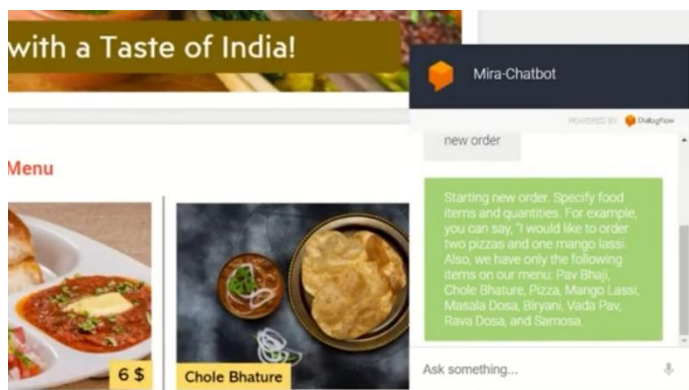 with a Taste of India!
Menu
6 $
Chole Bhature
Mira-Chatbot
POWERED BY Dialogflow
new order
Starting new order. Specify food
items and quantities. For example,
you can say, "I would like to order
two pizzas and one mango lassi.
Also, we have only the following
items on our menu: Pav Bhaji,
Chole Bhature, Pizza, Mango Lassi,
Masala Dosa, Biryani, Vada Pav,
Rava Dosa, and Samosa.
Ask something...